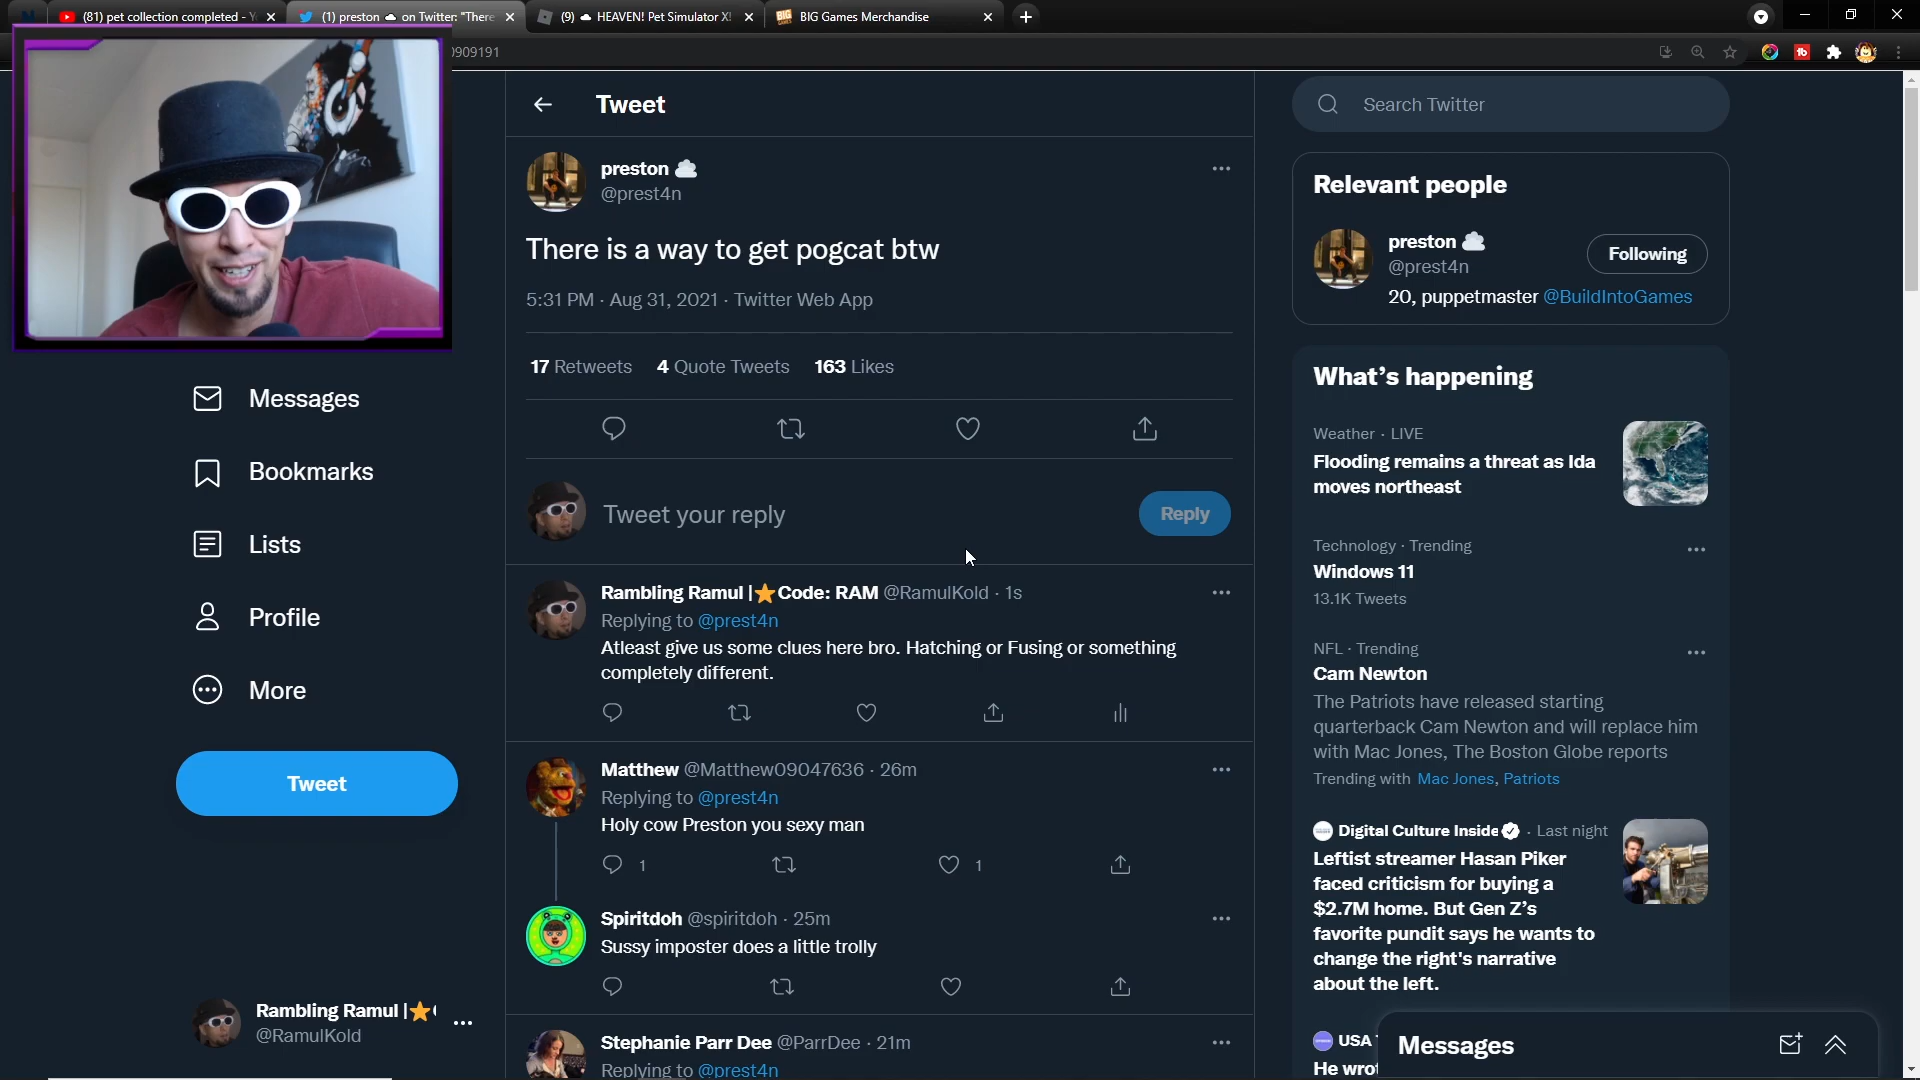 (81) pet collection completed - Y
(1) preston ☁ on Twitter: "There
(9) ☁ HEAVEN! Pet Simulator X!
BIG Games Merchandise
0909191
Tweet
preston ☁
@prest4n
There is a way to get pogcat btw
5:31 PM · Aug 31, 2021 · Twitter Web App
17 Retweets 4 Quote Tweets 163 Likes
Tweet your reply
Reply
Rambling Ramul |⭐Code: RAM @RamulKold · 1s
Replying to @prest4n
Atleast give us some clues here bro. Hatching or Fusing or something
completely different.
Matthew @Matthew09047636 · 26m
Replying to @prest4n
Holy cow Preston you sexy man
1 1
Spiritdoh @spiritdoh · 25m
Sussy imposter does a little trolly
Stephanie Parr Dee @ParrDee · 21m
Replying to @prest4n
Messages
Bookmarks
Lists
Profile
More
Tweet
Rambling Ramul |⭐
@RamulKold
Search Twitter
Relevant people
preston ☁
@prest4n
Following
20, puppetmaster @BuildIntoGames
What's happening
Weather · LIVE
Flooding remains a threat as Ida
moves northeast
Technology · Trending
Windows 11
13.1K Tweets
NFL · Trending
Cam Newton
The Patriots have released starting
quarterback Cam Newton and will replace him
with Mac Jones, The Boston Globe reports
Trending with Mac Jones, Patriots
Digital Culture Inside · Last night
Leftist streamer Hasan Piker
faced criticism for buying a
$2.7M home. But Gen Z's
favorite pundit says he wants to
change the right's narrative
about the left.
USA
He wro
Messages